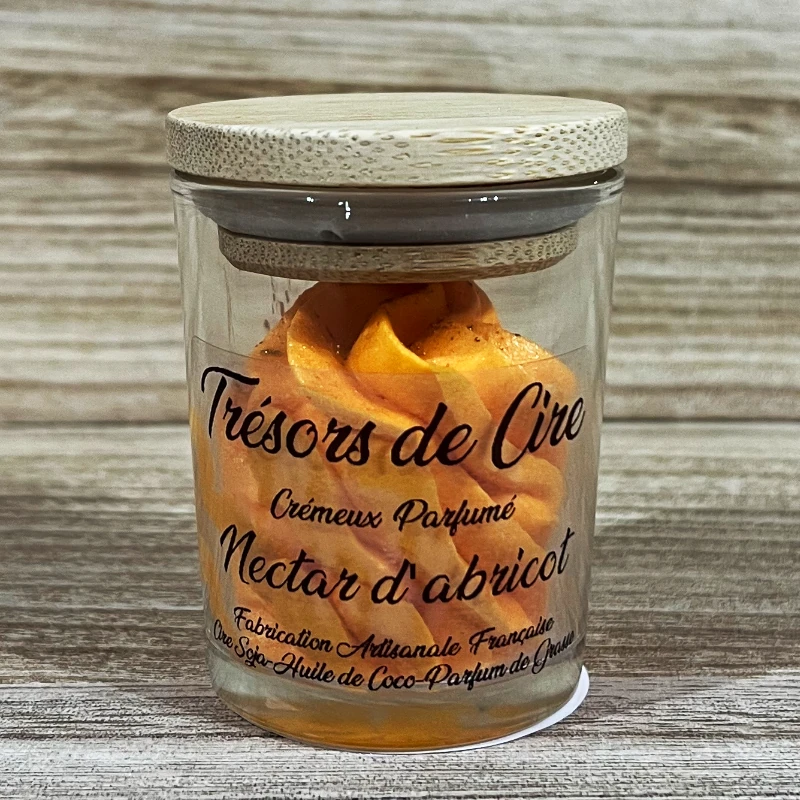 Trésors de Cire
Crémeux Parfumé
Nectar d'abricot
Fabrication Artisanale Française
Cire Soja-Huile de Coco-Parfum de Grasse